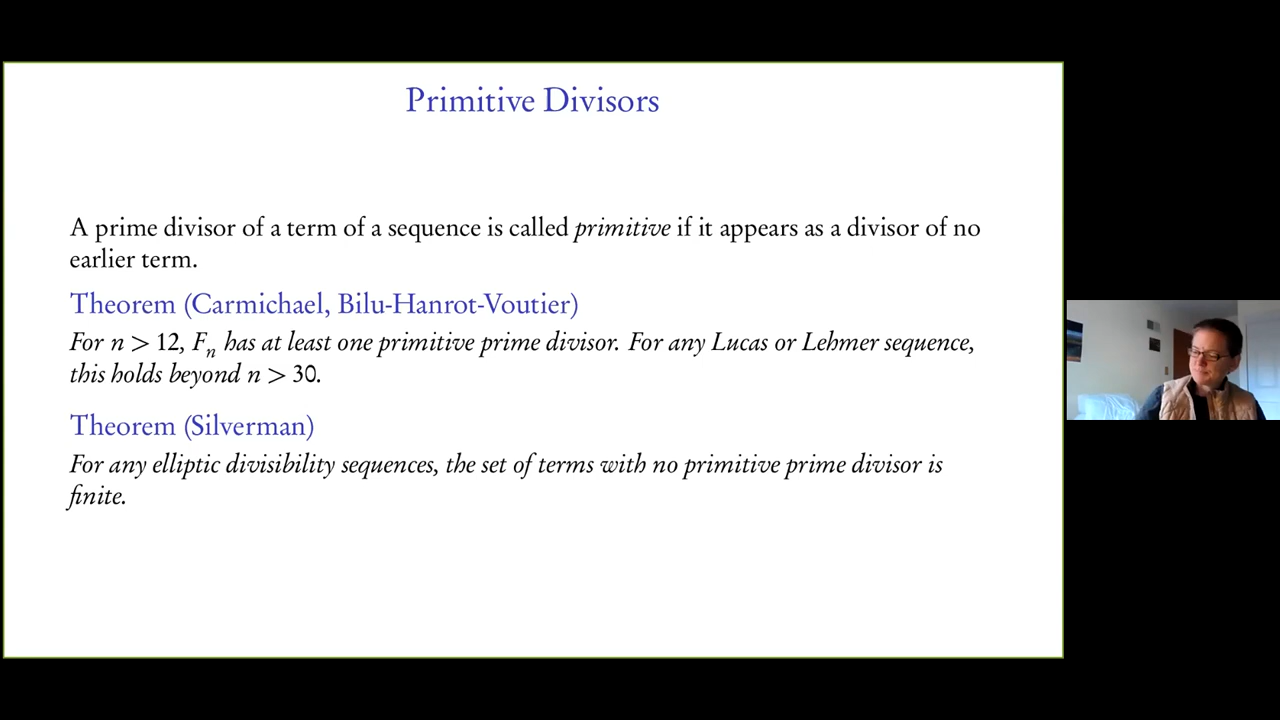 Primitive Divisors
A prime divisor of a term of a sequence is called primitive if it appears as a divisor of no
earlier term.
Theorem (Carmichael, Bilu-Hanrot-Voutier)
For n > 12, Fₙ has at least one primitive prime divisor. For any Lucas or Lehmer sequence,
this holds beyond n > 30.
Theorem (Silverman)
For any elliptic divisibility sequences, the set of terms with no primitive prime divisor is
finite.